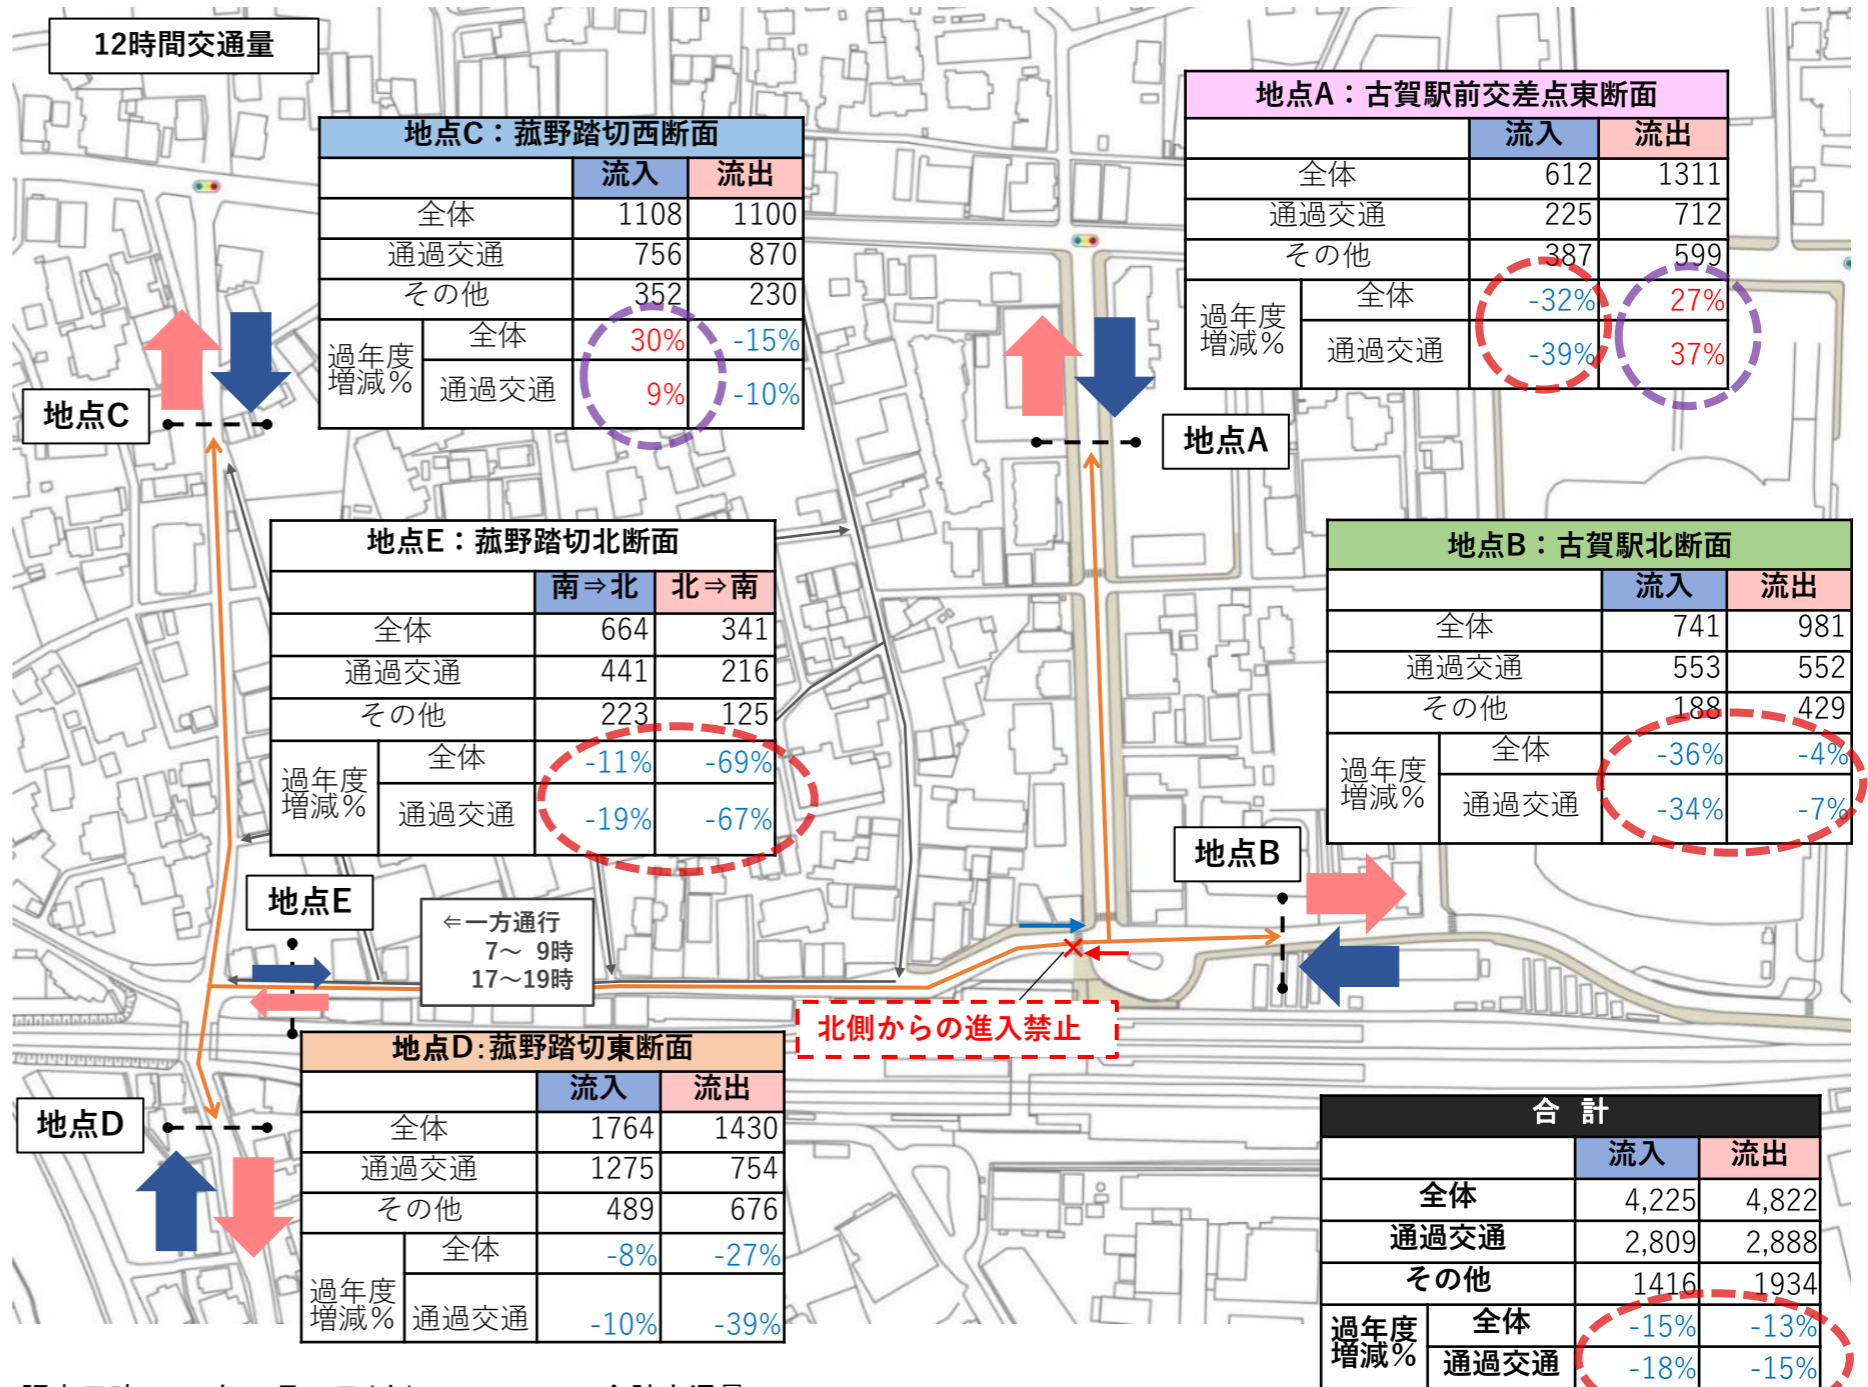 12時間交通量
地点C：菰野踏切西断面
流入 流出
全体 1108 1100
通過交通 756 870
その他 352 230
過年度増減% 全体 30% -15%
通過交通 9% -10%
地点A：古賀駅前交差点東断面
流入 流出
全体 612 1311
通過交通 225 712
その他 387 599
過年度増減% 全体 -32% 27%
通過交通 -39% 37%
地点C
地点A
地点E：菰野踏切北断面
南⇒北 北⇒南
全体 664 341
通過交通 441 216
その他 223 125
過年度増減% 全体 -11% -69%
通過交通 -19% -67%
地点B：古賀駅北断面
流入 流出
全体 741 981
通過交通 553 552
その他 188 429
過年度増減% 全体 -36% -4%
通過交通 -34% -7%
地点B
地点E
⇐一方通行
7～ 9時
17～19時
北側からの進入禁止
地点D:菰野踏切東断面
流入 流出
全体 1764 1430
通過交通 1275 754
その他 489 676
過年度増減% 全体 -8% -27%
通過交通 -10% -39%
地点D
合 計
流入 流出
全体 4,225 4,822
通過交通 2,809 2,888
その他 1416 1934
過年度増減% 全体 -15% -13%
通過交通 -18% -15%